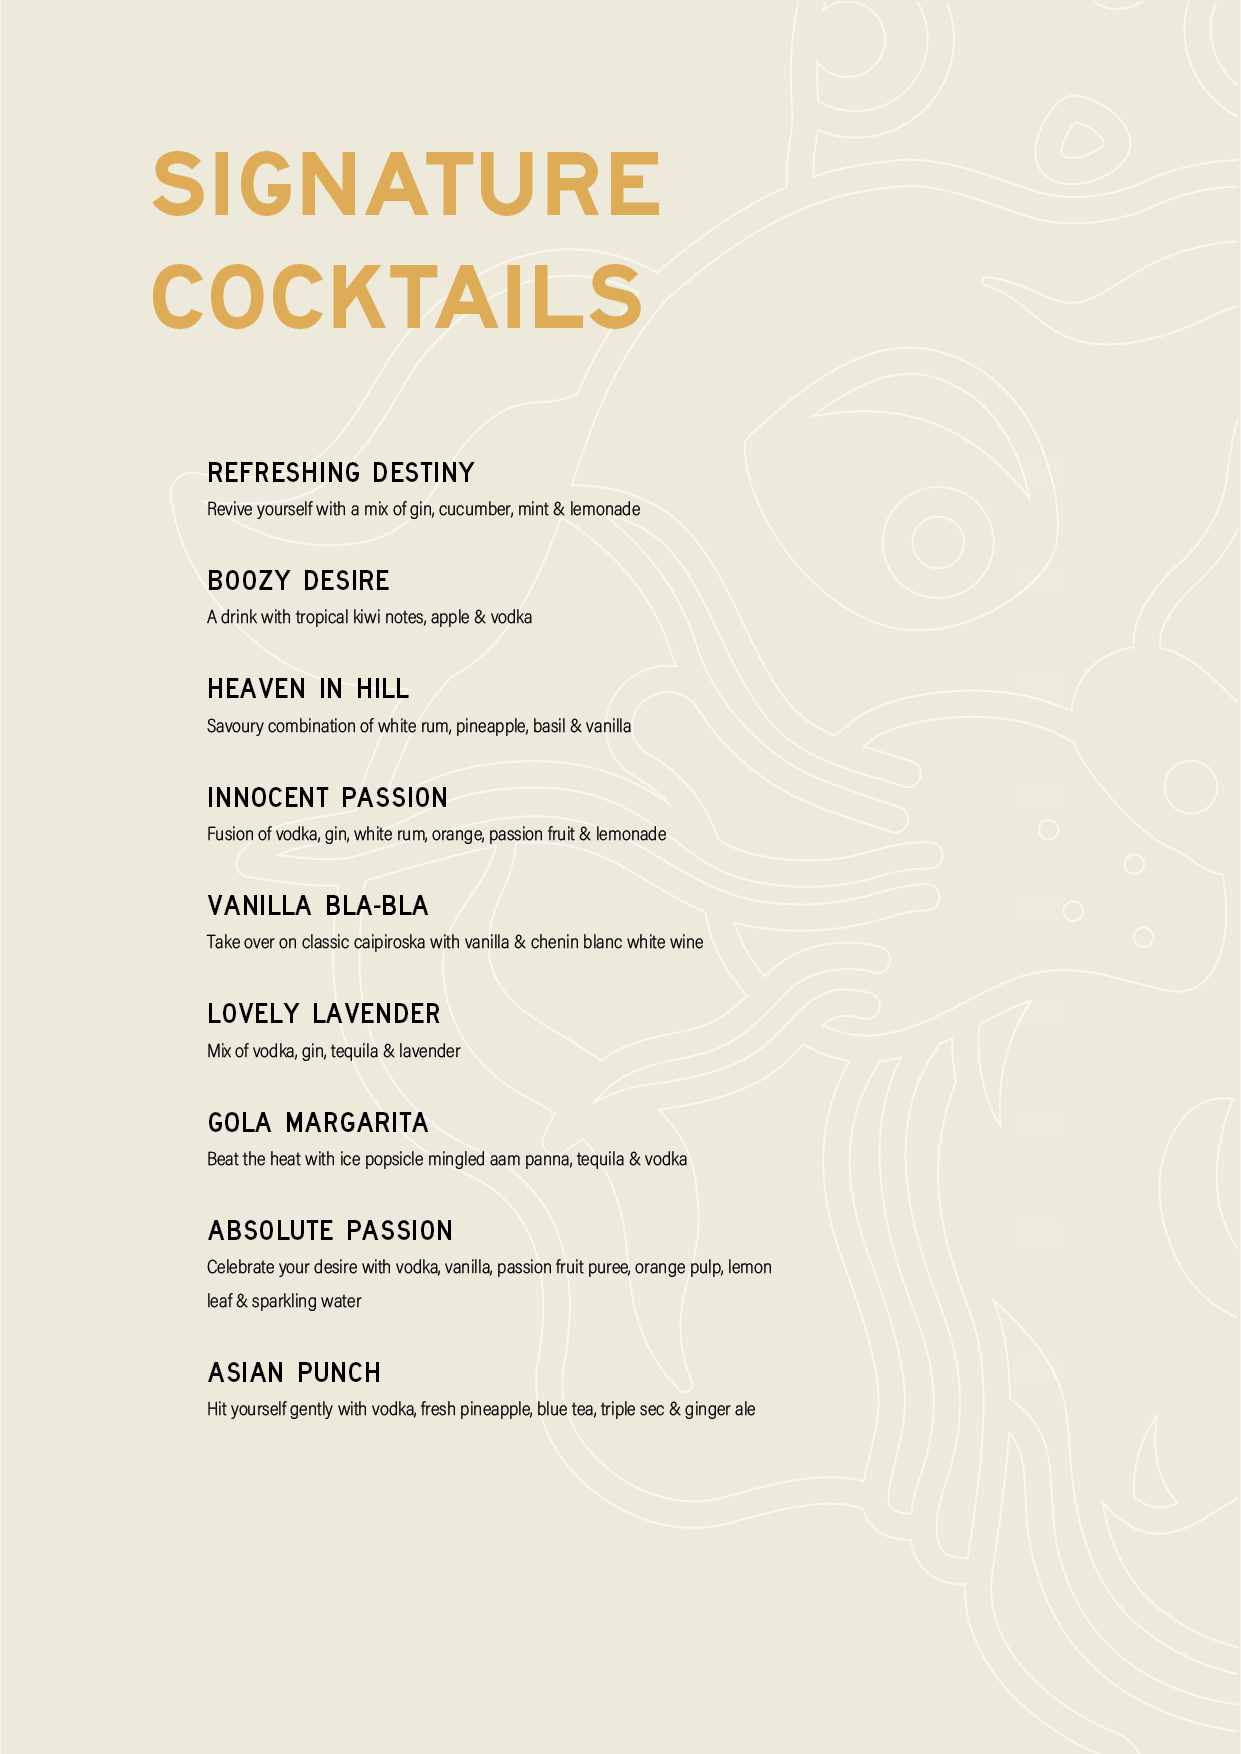 SIGNATURE
COCKTAILS
REFRESHING DESTINY
Revive yourself with a mix of gin, cucumber, mint & lemonade
BOOZY DESIRE
A drink with tropical kiwi notes, apple & vodka
HEAVEN IN HILL
Savoury combination of white rum, pineapple, basil & vanilla
INNOCENT PASSION
Fusion of vodka, gin, white rum, orange, passion fruit & lemonade
VANILLA BLA-BLA
Take over on classic caipiroska with vanilla & chenin blanc white wine
LOVELY LAVENDER
Mix of vodka, gin, tequila & lavender
GOLA MARGARITA
Beat the heat with ice popsicle mingled aam panna, tequila & vodka
ABSOLUTE PASSION
Celebrate your desire with vodka, vanilla, passion fruit puree, orange pulp, lemon
leaf & sparkling water
ASIAN PUNCH
Hit yourself gently with vodka, fresh pineapple, blue tea, triple sec & ginger ale